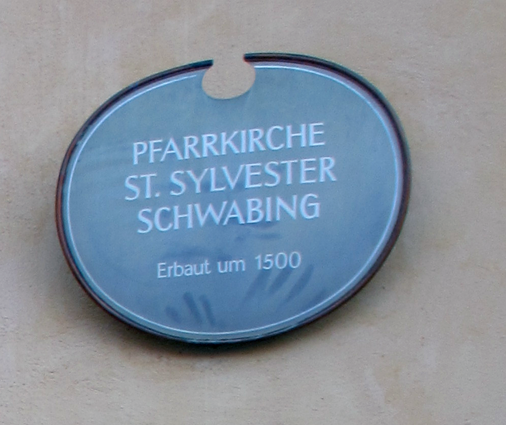 PFARRKIRCHE
ST. SYLVESTER
SCHWABING
Erbaut um 1500